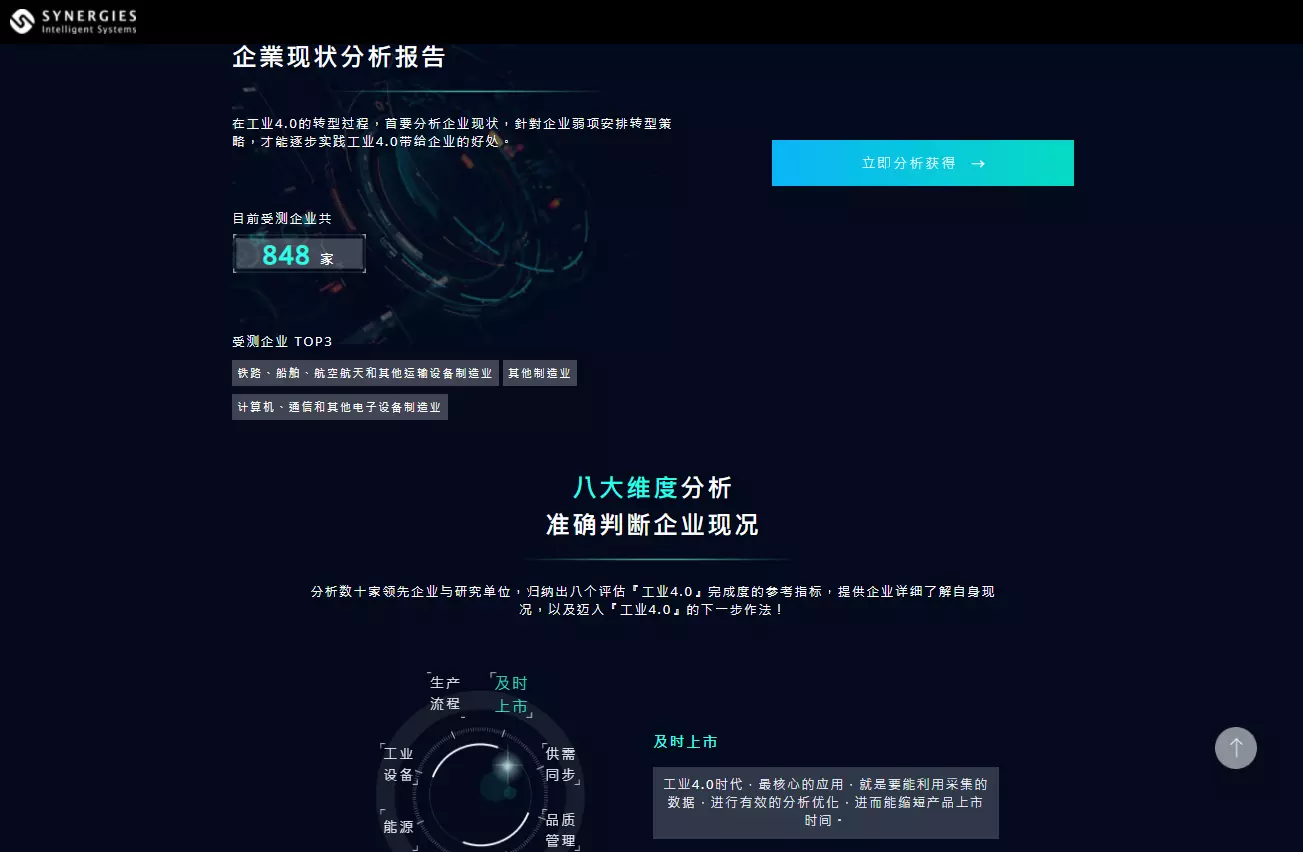 SYNERGIES
Intelligent Systems
企業现状分析报告
在工业4.0的转型过程，首要分析企业现状，針對企业弱项安排转型策
略，才能逐步实践工业4.0带给企业的好处。
立即分析获得 →
目前受测企业共
848 家
受测企业 TOP3
铁路、船舶、航空航天和其他运输设备制造业
其他制造业
计算机、通信和其他电子设备制造业
八大维度分析
准确判断企业现况
分析数十家领先企业与研究单位，归纳出八个评估『工业4.0』完成度的参考指标，提供企业详细了解自身现
况，以及迈入『工业4.0』的下一步作法！
生产
流程
及时
上市
工业
设备
供需
同步
能源
品质
管理
及时上市
工业4.0时代，最核心的应用，就是要能利用采集的
数据，进行有效的分析优化，进而能缩短产品上市
时间。